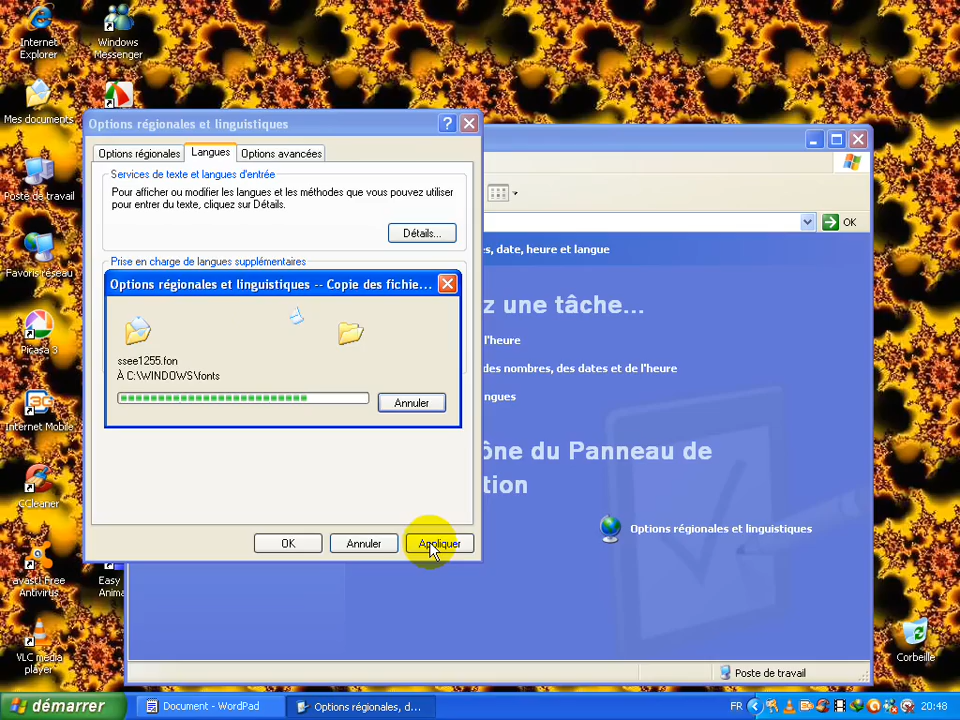 Internet
Explorer
Windows
Messenger
Mes documents
Poste de travail
Favoris réseau
Picasa 3
Internet Mobile
CCleaner
avast! Free
Antivirus
Easy
Anima
VLC media
player
Corbeille
Options régionales et linguistiques
Options régionales
Langues
Options avancées
Services de texte et langues d'entrée
Pour afficher ou modifier les langues et les méthodes que vous pouvez utiliser
pour entrer du texte, cliquez sur Détails.
Détails...
Prise en charge de langues supplémentaires
Options régionales et linguistiques -- Copie des fichie...
ssee1255.fon
À C:\WINDOWS\fonts
Annuler
OK
Annuler
Appliquer
OK
s, date, heure et langue
z une tâche...
l'heure
des nombres, des dates et de l'heure
ngues
ône du Panneau de
tion
Options régionales et linguistiques
Poste de travail
démarrer
Document - WordPad
Options régionales, d...
FR
20:48